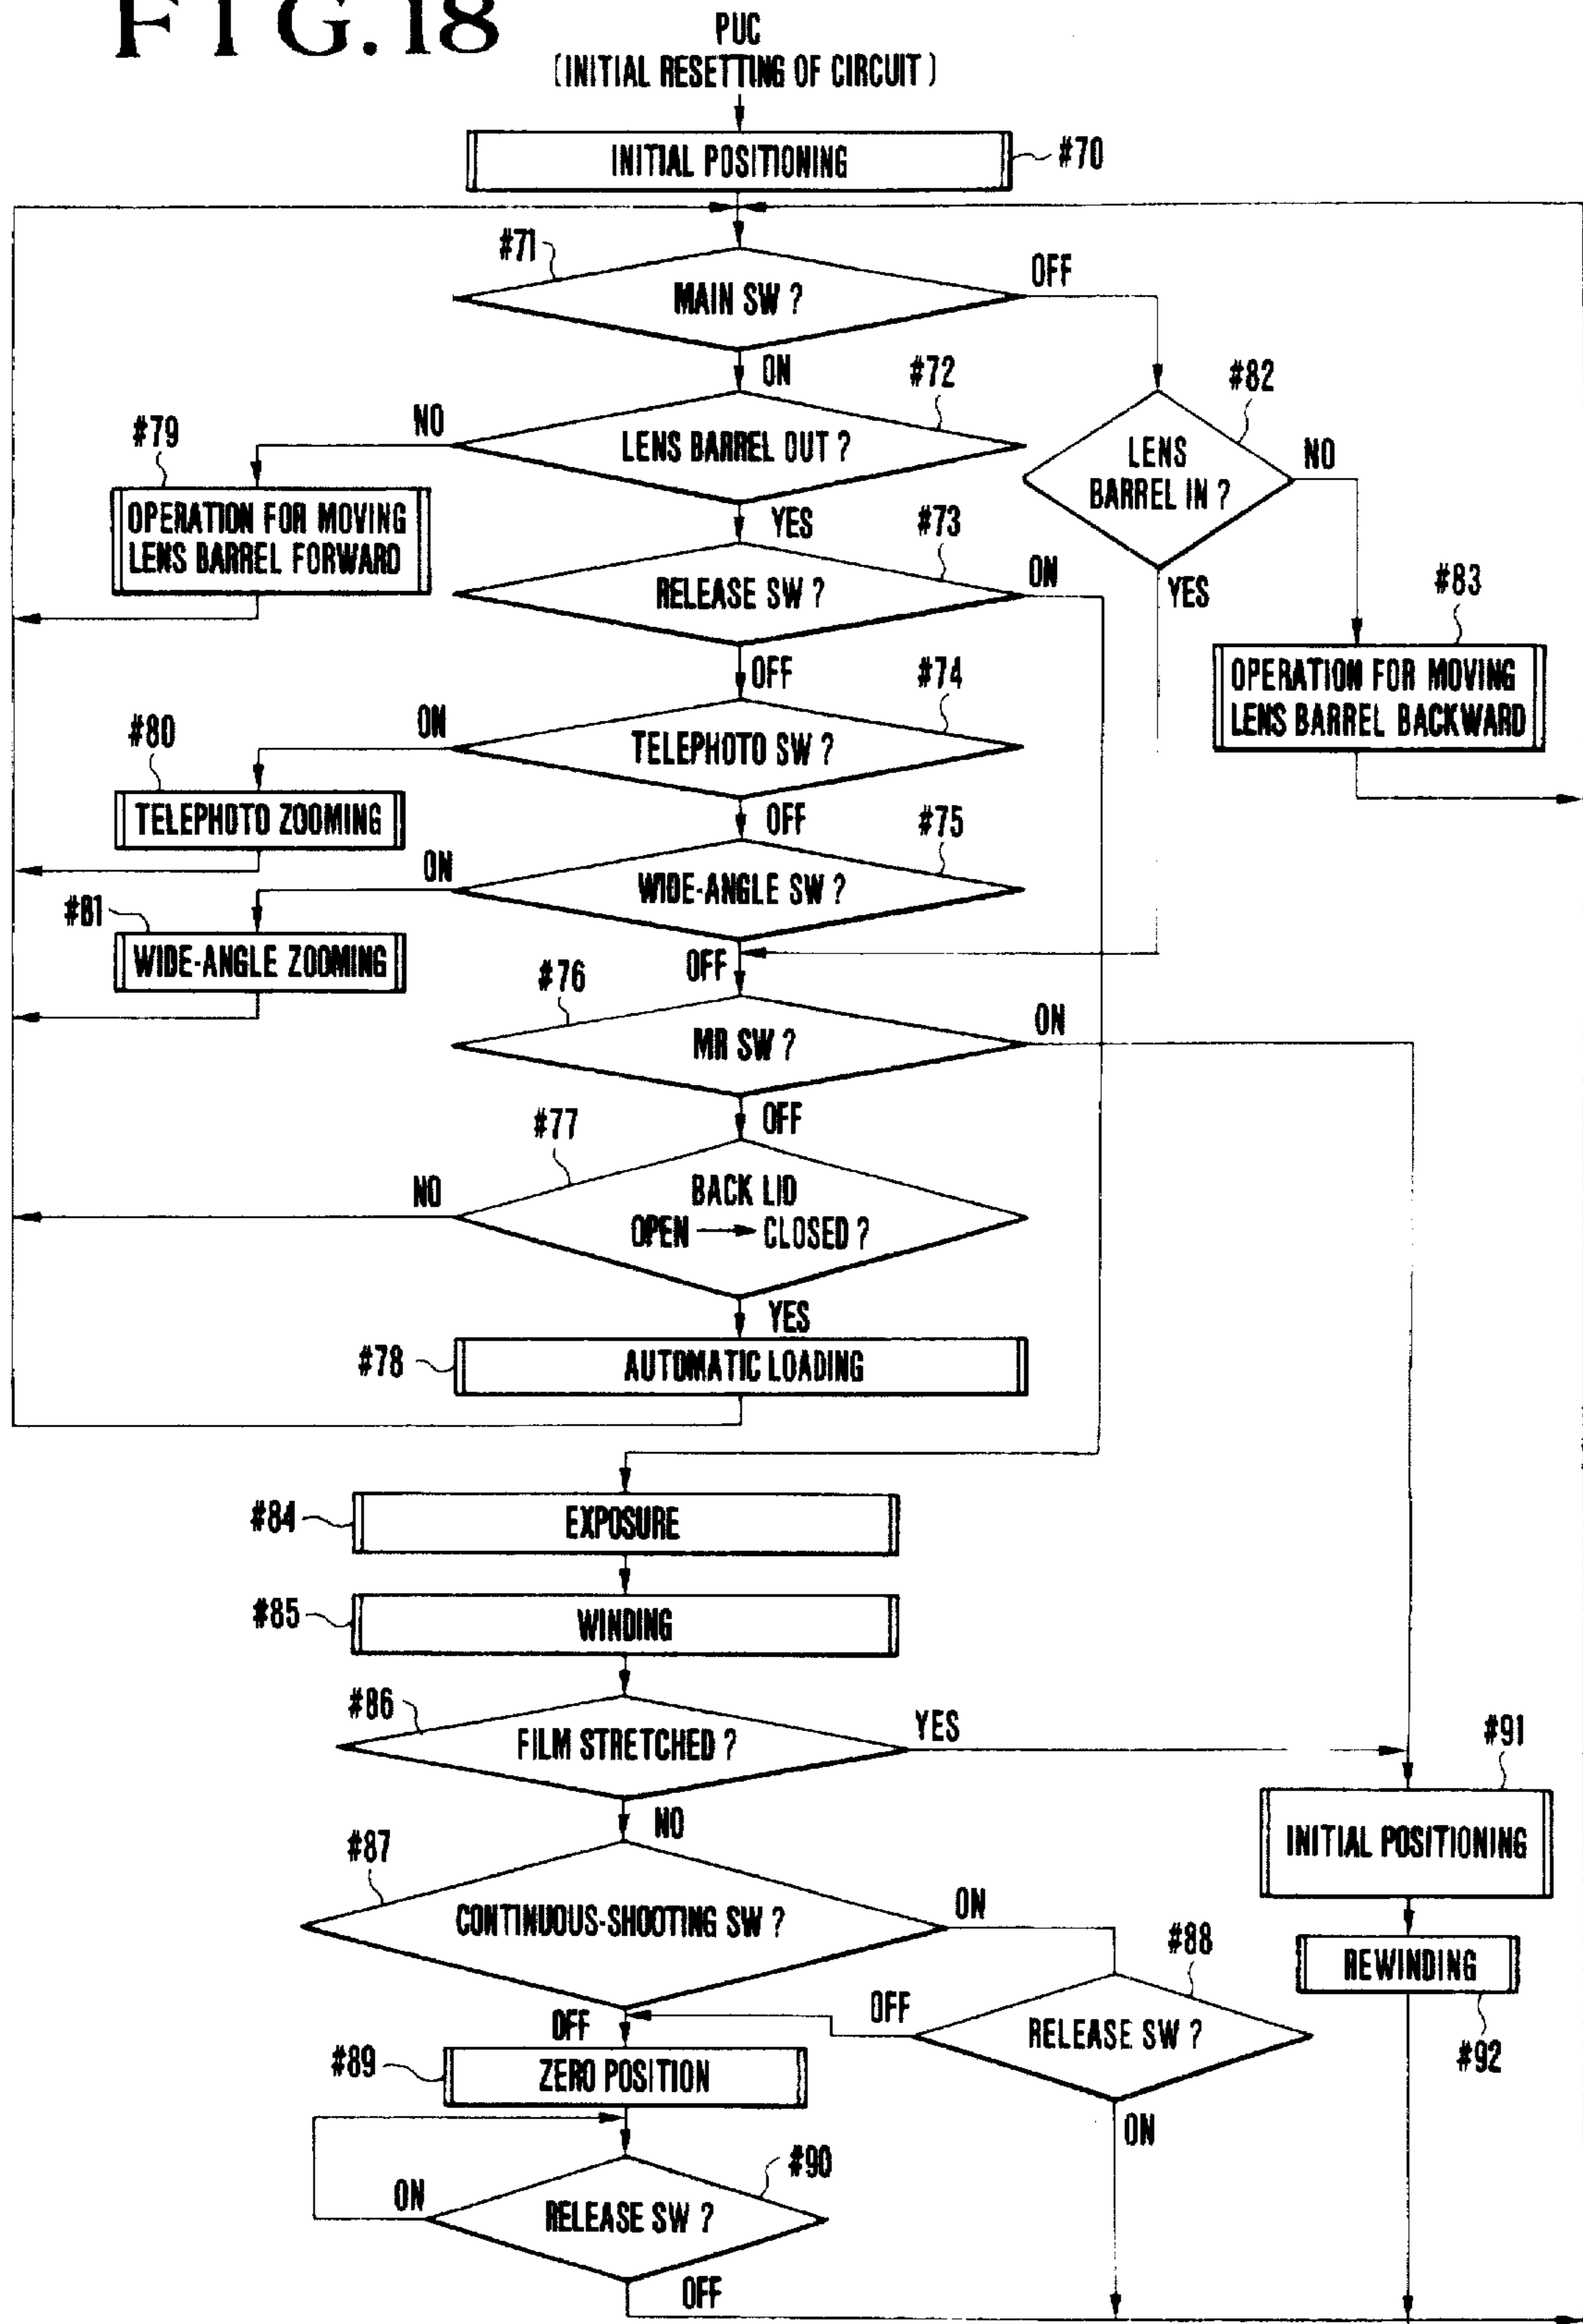 FIG.18
PUC
(INITIAL RESETTING OF CIRCUIT)
INITIAL POSITIONING
#70
#71
MAIN SW ?
OFF
ON
#72
LENS BARREL OUT ?
NO
#79
OPERATION FOR MOVING
LENS BARREL FORWARD
#82
LENS
BARREL IN ?
NO
YES
#83
OPERATION FOR MOVING
LENS BARREL BACKWARD
YES
#73
RELEASE SW ?
ON
OFF
#74
TELEPHOTO SW ?
ON
#80
TELEPHOTO ZOOMING
OFF
#75
WIDE-ANGLE SW ?
ON
#81
WIDE-ANGLE ZOOMING
OFF
#76
MR SW ?
ON
OFF
#77
BACK LID
OPEN → CLOSED ?
NO
YES
#78
AUTOMATIC LOADING
#84
EXPOSURE
#85
WINDING
#86
FILM STRETCHED ?
YES
#91
INITIAL POSITIONING
NO
#87
CONTINUOUS-SHOOTING SW ?
ON
#88
RELEASE SW ?
OFF
ON
REWINDING
#92
OFF
#89
ZERO POSITION
#90
RELEASE SW ?
ON
OFF